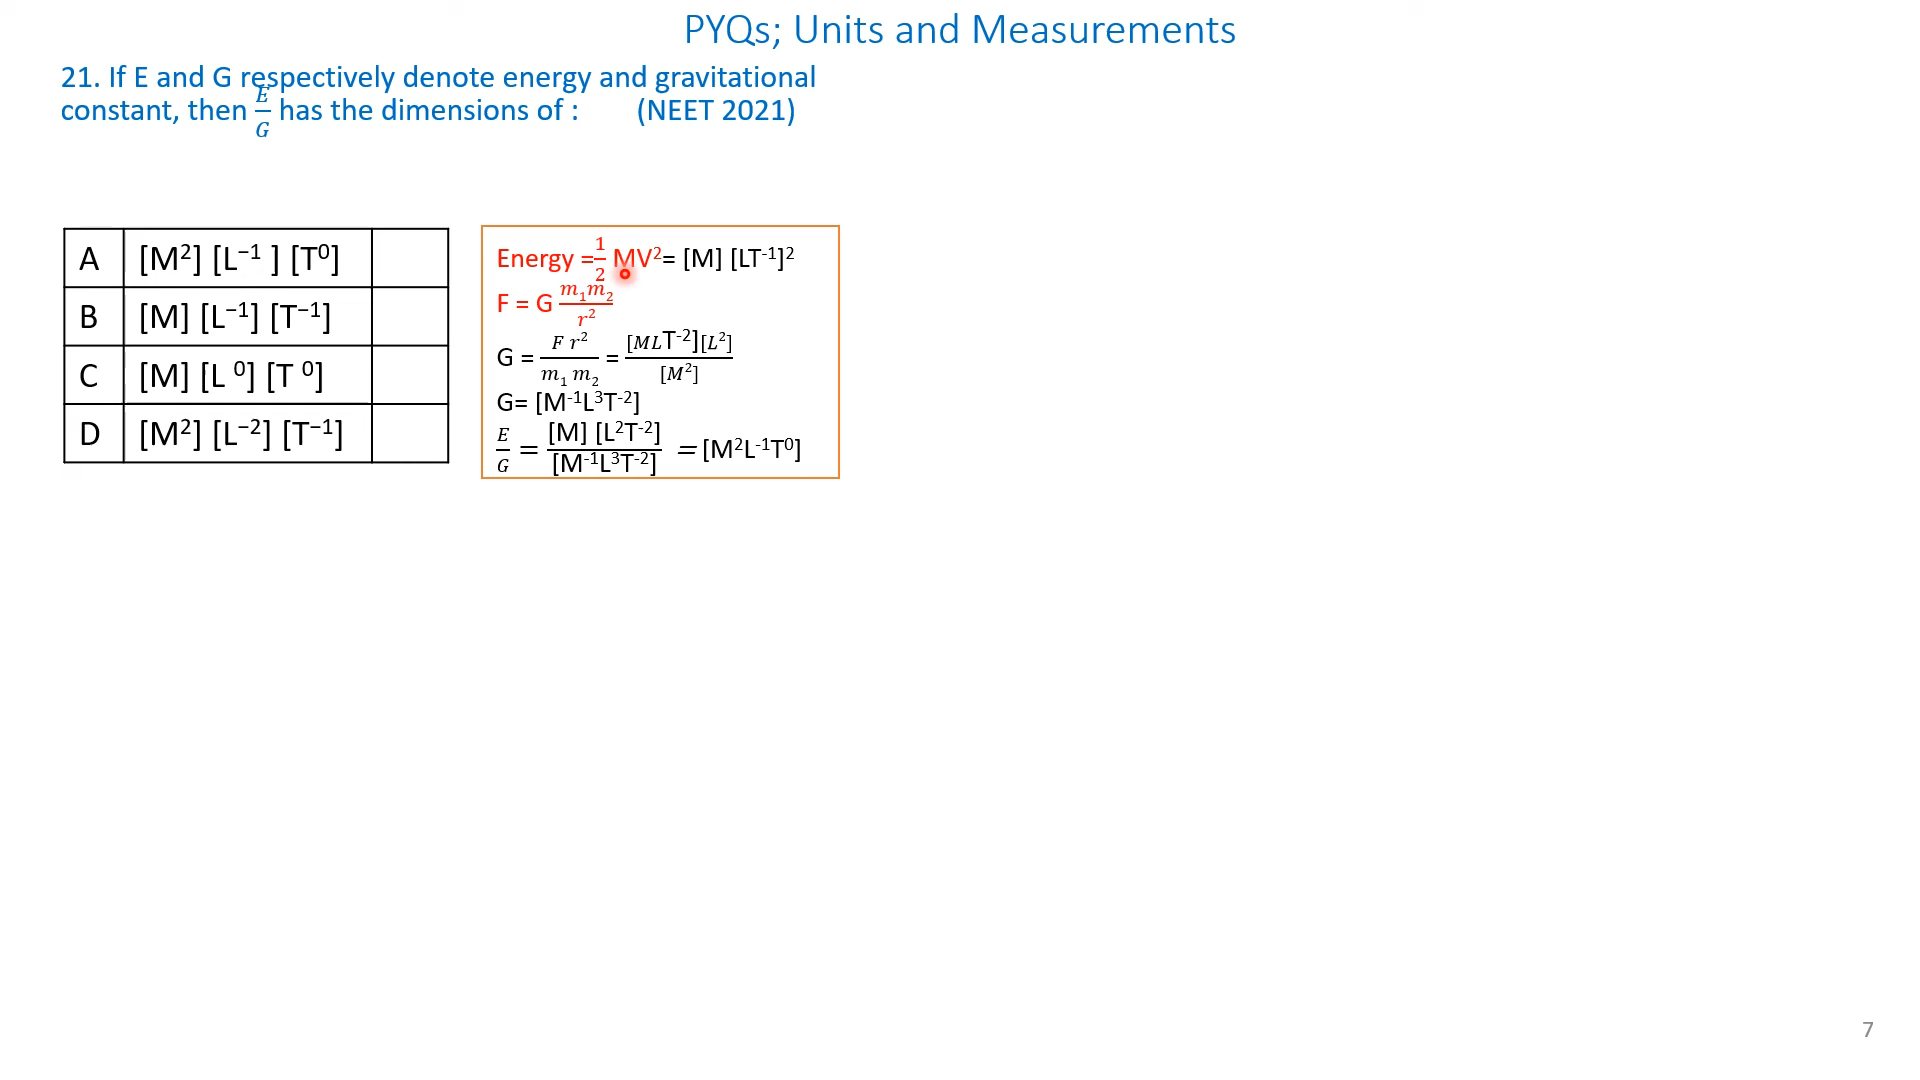 PYQs; Units and Measurements
21. If E and G respectively denote energy and gravitational
constant, then E/G has the dimensions of : (NEET 2021)
A [M²] [L⁻¹ ] [T⁰]
B [M] [L⁻¹] [T⁻¹]
C [M] [L ⁰] [T ⁰]
D [M²] [L⁻²] [T⁻¹]
Energy =1/2 MV²= [M] [LT⁻¹]²
F = G m₁m₂/r²
G = F r²/m₁ m₂ = [MLT⁻²][L²]/[M²]
G= [M⁻¹L³T⁻²]
E/G = [M] [L²T⁻²]/[M⁻¹L³T⁻²] =[M²L⁻¹T⁰]
7